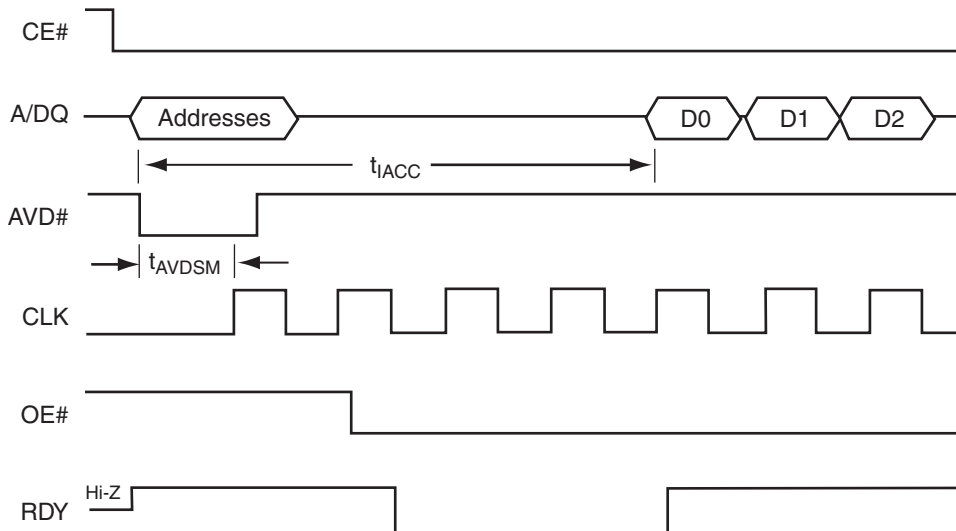 CE#
A/DQ Addresses D0 D1 D2
tIACC
AVD#
tAVDSM
CLK
OE#
Hi-Z
RDY